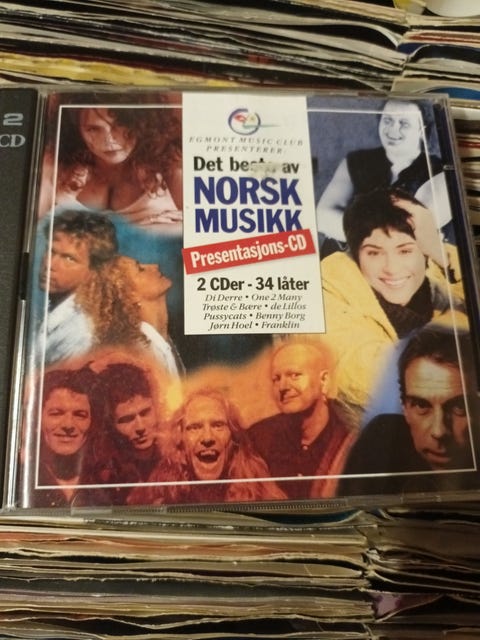 2
CD
EGMONT MUSIC CLUB
PRESENTERER:
Det beste av
NORSK
MUSIKK
Presentasjons-CD
2 CDer - 34 låter
Di Derre • One 2 Many
Trøste & Bære • de Lillos
Pussycats • Benny Borg
Jørn Hoel • Franklin